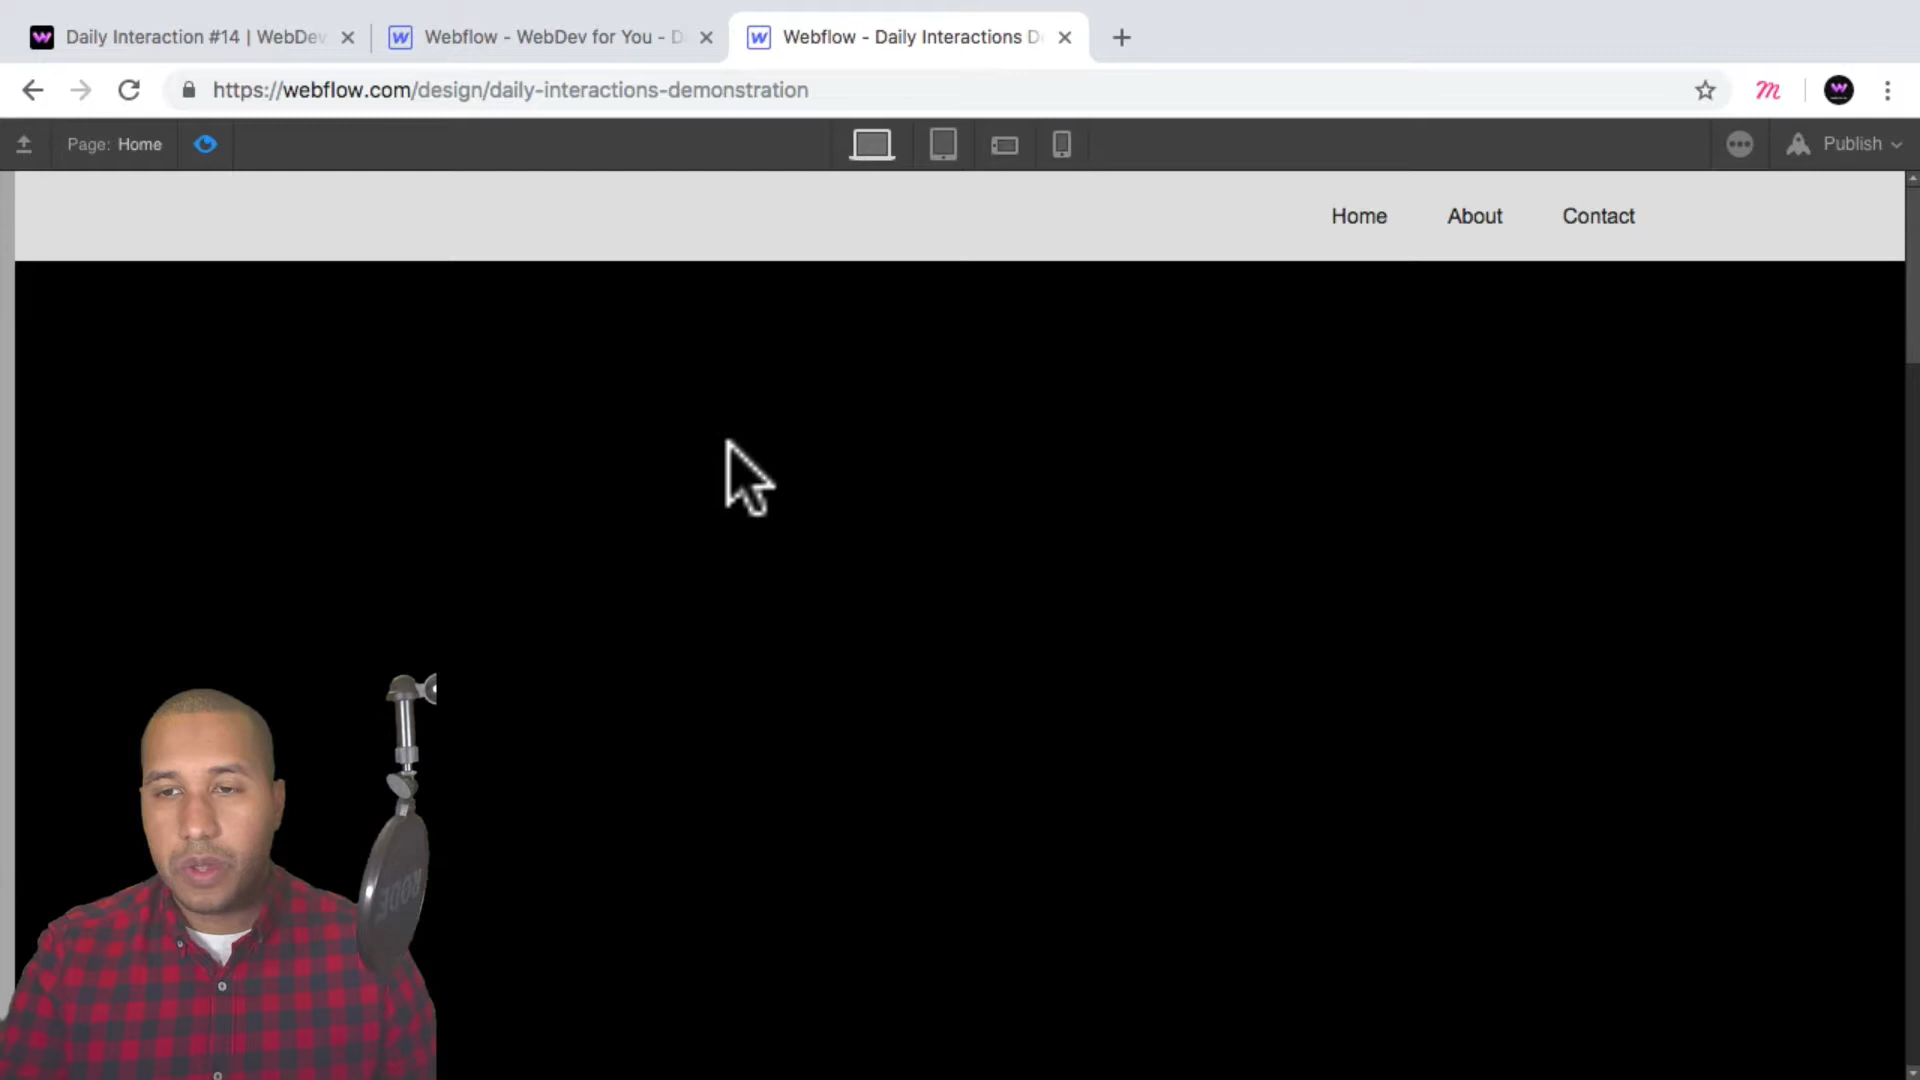 Daily Interaction #14 | WebDev
Webflow - WebDev for You - D
Webflow - Daily Interactions D
https://webflow.com/design/daily-interactions-demonstration
Page: Home
Publish
Home About Contact
RODE